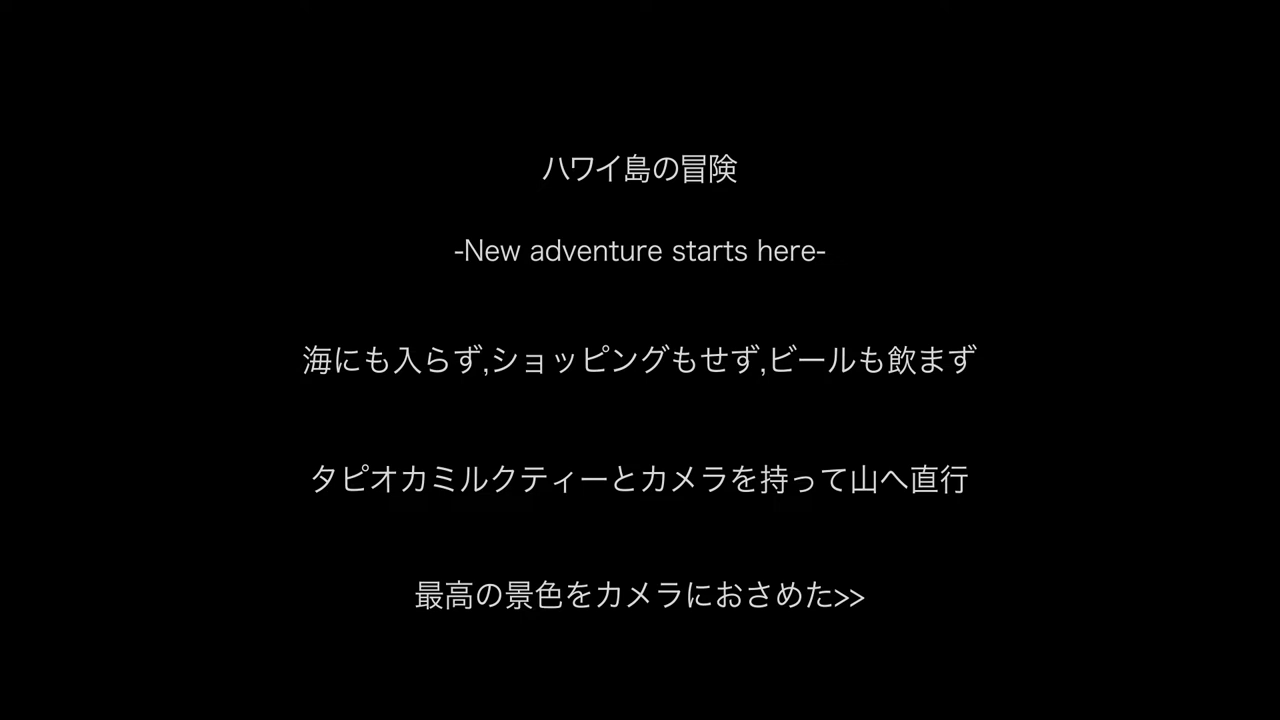 ハワイ島の冒険
-New adventure starts here-
海にも入らず,ショッピングもせず,ビールも飲まず
タピオカミルクティーとカメラを持って山へ直行
最高の景色をカメラにおさめた>>